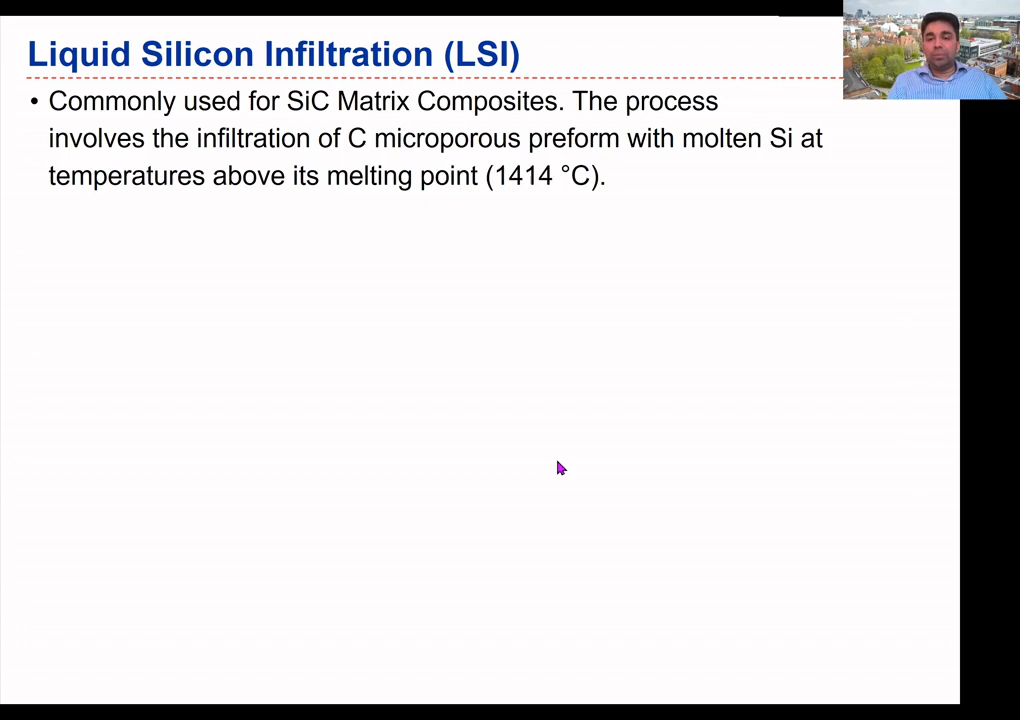 Liquid Silicon Infiltration (LSI)
• Commonly used for SiC Matrix Composites. The process
involves the infiltration of C microporous preform with molten Si at
temperatures above its melting point (1414 °C).